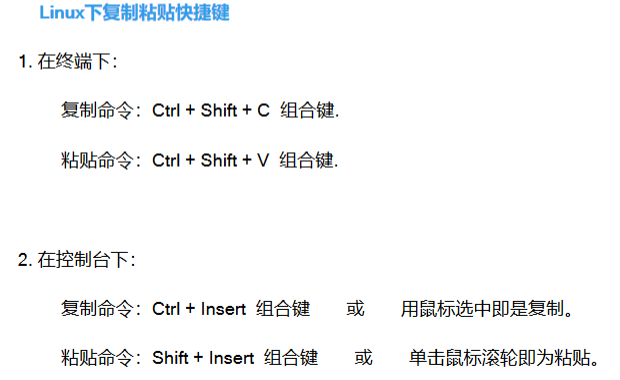 Linux下复制粘贴快捷键
1. 在终端下：
复制命令：Ctrl + Shift + C 组合键.
粘贴命令：Ctrl + Shift + V 组合键.
2. 在控制台下：
复制命令：Ctrl + Insert 组合键 或 用鼠标选中即是复制。
粘贴命令：Shift + Insert 组合键 或 单击鼠标滚轮即为粘贴。